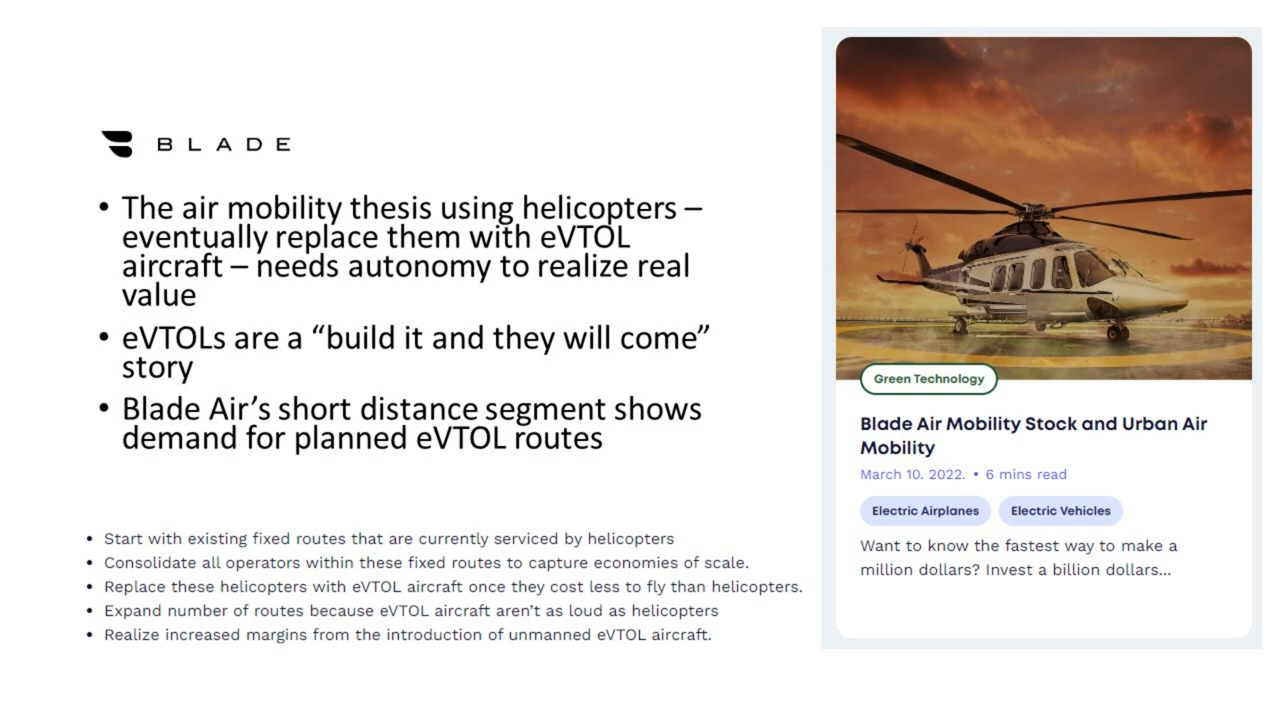 BLADE
• The air mobility thesis using helicopters –
eventually replace them with eVTOL
aircraft – needs autonomy to realize real
value
• eVTOLs are a “build it and they will come”
story
• Blade Air’s short distance segment shows
demand for planned eVTOL routes
• Start with existing fixed routes that are currently serviced by helicopters
• Consolidate all operators within these fixed routes to capture economies of scale.
• Replace these helicopters with eVTOL aircraft once they cost less to fly than helicopters.
• Expand number of routes because eVTOL aircraft aren’t as loud as helicopters
• Realize increased margins from the introduction of unmanned eVTOL aircraft.
Green Technology
Blade Air Mobility Stock and Urban Air
Mobility
March 10. 2022. • 6 mins read
Electric Airplanes Electric Vehicles
Want to know the fastest way to make a
million dollars? Invest a billion dollars...